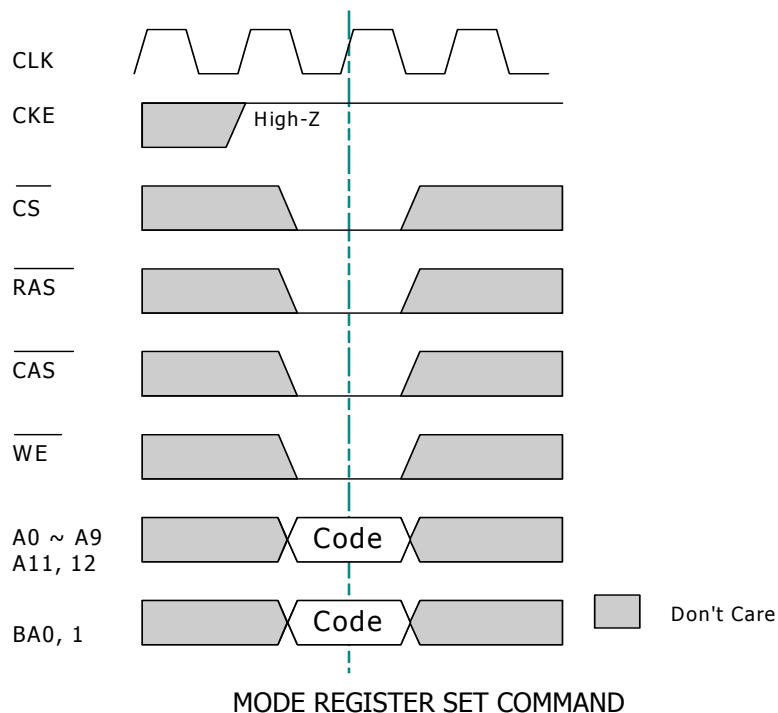 CLK
CKE
High-Z
CS
RAS
CAS
WE
A0 ~ A9
A11, 12
Code
BA0, 1
Code
Don't Care
MODE REGISTER SET COMMAND